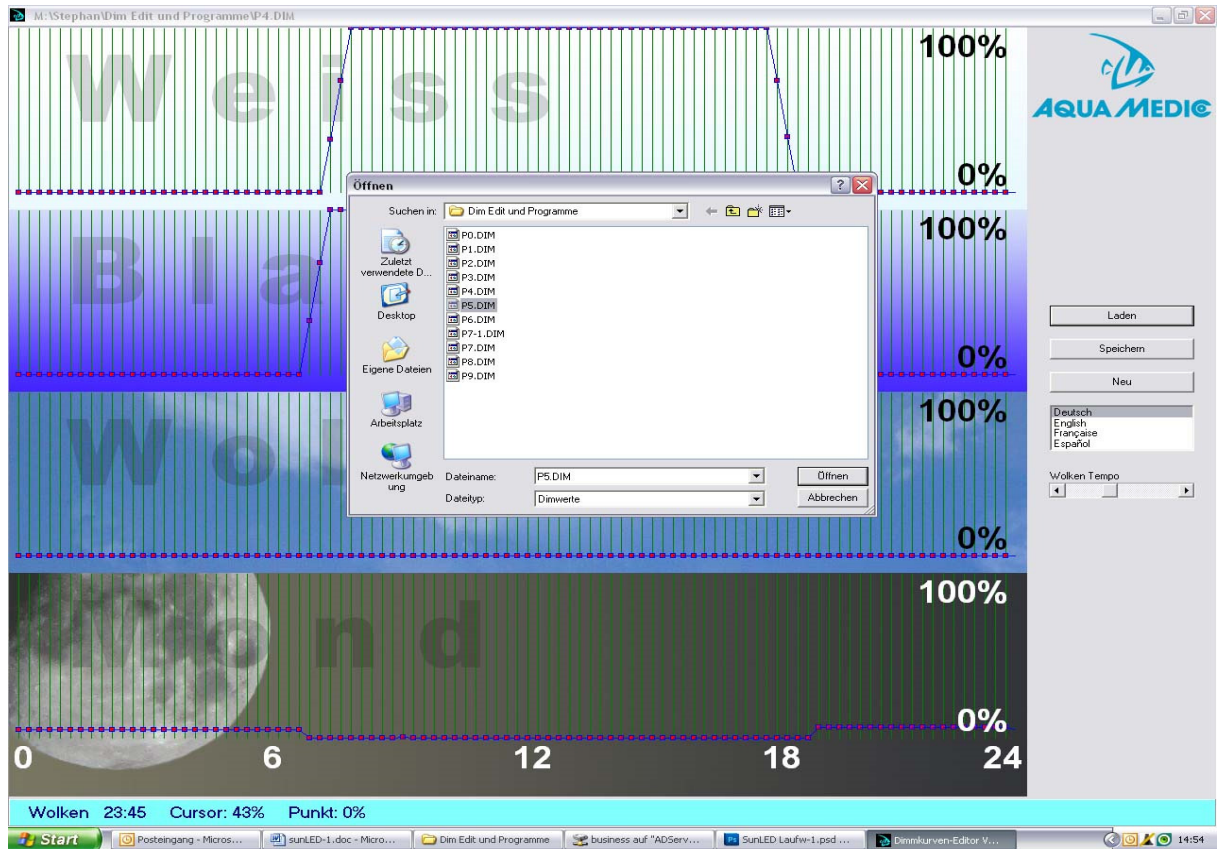 M:\Stephan\Dim Edit und Programme\P4.DIM
Weiss
100%
0%
AQUA MEDIC
Öffnen
Suchen in:
Dim Edit und Programme
Zuletzt
verwendete D...
Desktop
Eigene Dateien
Arbeitsplatz
Netzwerkumgeb
ung
P0.DIM
P1.DIM
P2.DIM
P3.DIM
P4.DIM
P5.DIM
P6.DIM
P7-1.DIM
P7.DIM
P8.DIM
P9.DIM
Dateiname:
P5.DIM
Öffnen
Dateityp:
Dimwerte
Abbrechen
Bla
100%
0%
Laden
Speichern
Neu
Deutsch
English
Française
Español
Wolken Tempo
Wol
100%
0%
Mond
100%
0%
0 6 12 18 24
Wolken 23:45 Cursor: 43% Punkt: 0%
Start
Posteingang - Micros...
sunLED-1.doc - Micro...
Dim Edit und Programme
business auf "ADServ...
SunLED Laufw-1.psd ...
Dimmkurven-Editor V...
14:54